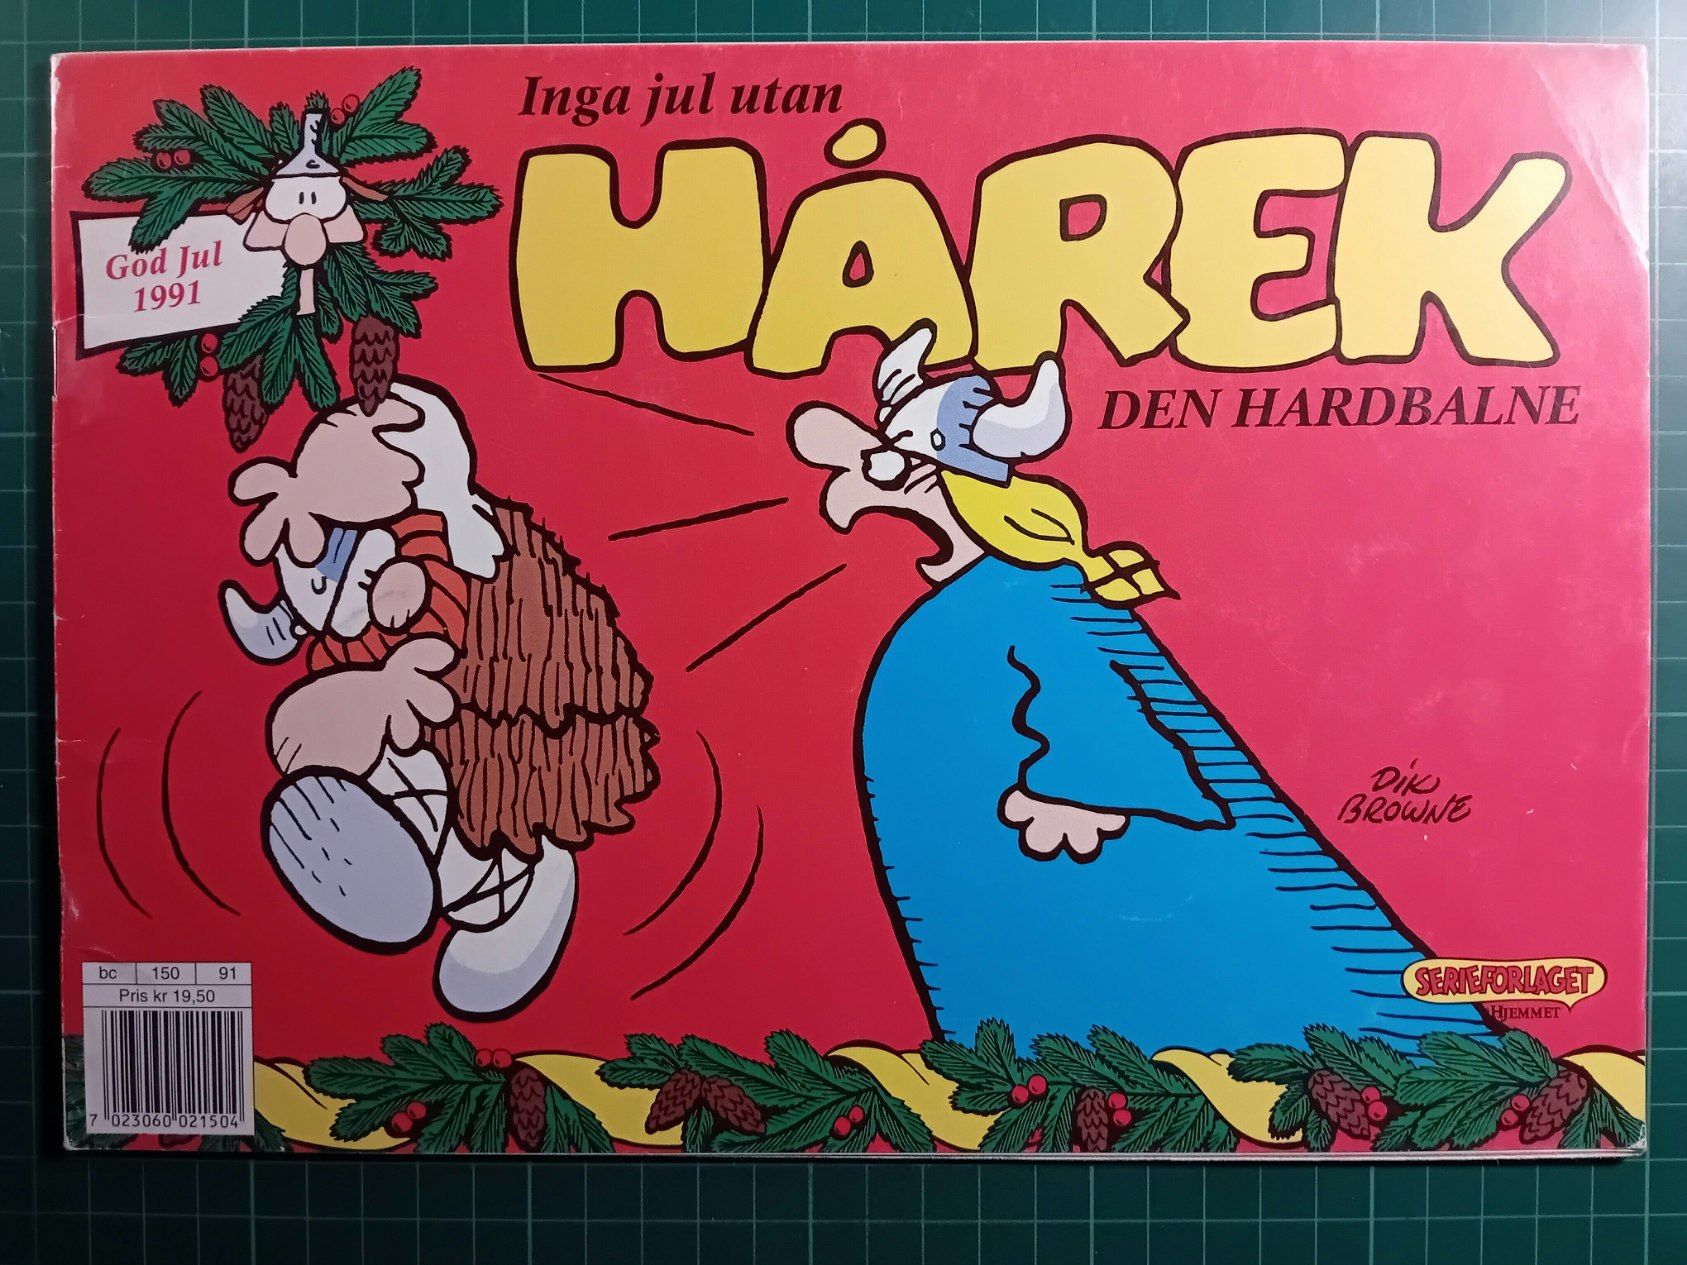 Inga jul utan
HÅREK
DEN HARDBALNE
God Jul
1991
DIK
BROWNE
SERIEFORLAGET
HJEMMET
bc 150 91
Pris kr 19,50
7 023060 021504